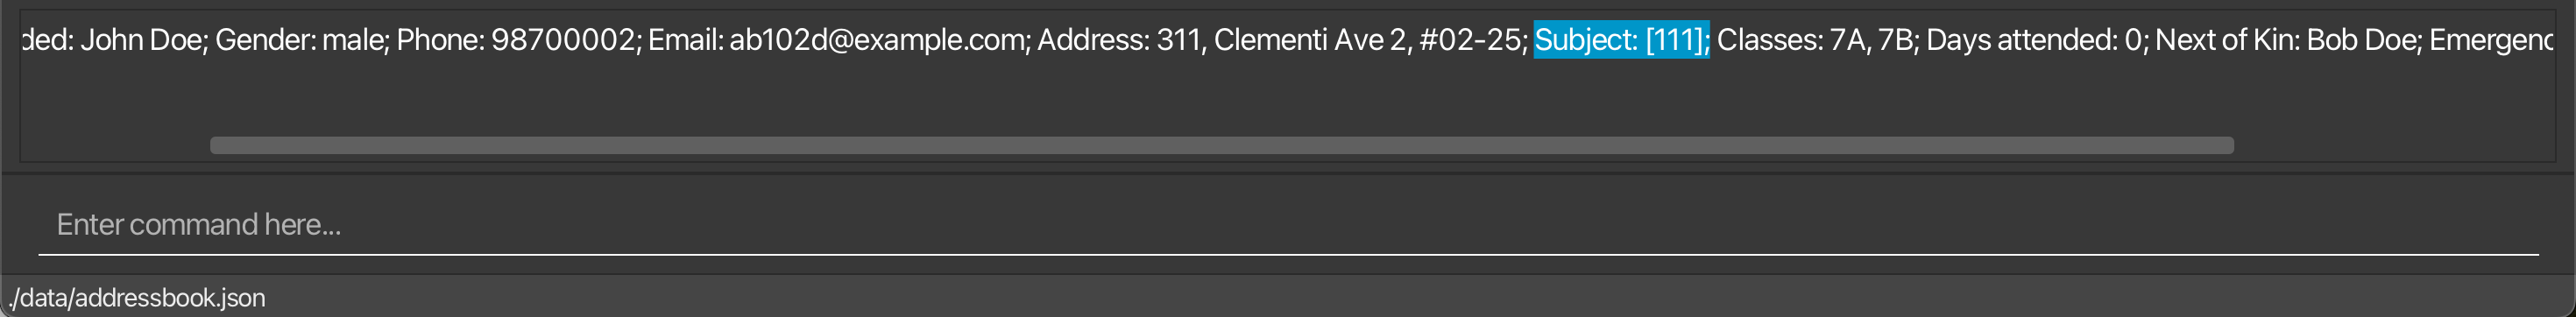 ded: John Doe; Gender: male; Phone: 98700002; Email: ab102d@example.com; Address: 311, Clementi Ave 2, #02-25; Subject: [111]; Classes: 7A, 7B; Days attended: 0; Next of Kin: Bob Doe; Emergenc
Enter command here...
./data/addressbook.json